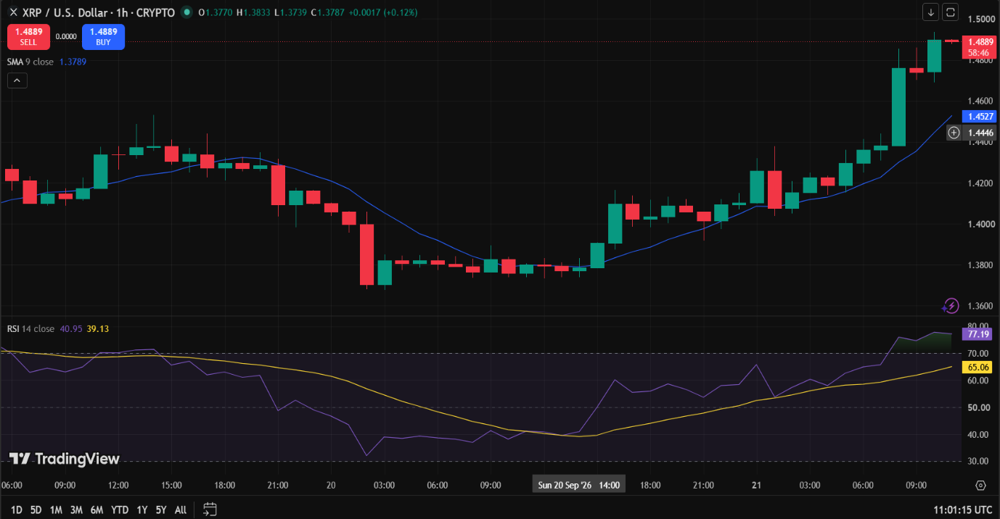 XRP / U.S. Dollar · 1h · CRYPTO O1.3770 H1.3833 L1.3739 C1.3787 +0.0017 (+0.12%)
1.4889 SELL 0.0000 1.4889 BUY
SMA 9 close 1.3789
1.5000
1.4889
58:46
1.4800
1.4600
1.4527
1.4446
1.4400
1.4200
1.4000
1.3800
1.3600
RSI 14 close 40.95 39.13
80.00
77.19
70.00
65.06
60.00
50.00
40.00
30.00
TradingView
06:00 09:00 12:00 15:00 18:00 21:00 20 03:00 06:00 09:00 Sun 20 Sep '26 14:00 18:00 21:00 21 03:00 06:00 09:00
1D 5D 1M 3M 6M YTD 1Y 5Y All 11:01:15 UTC